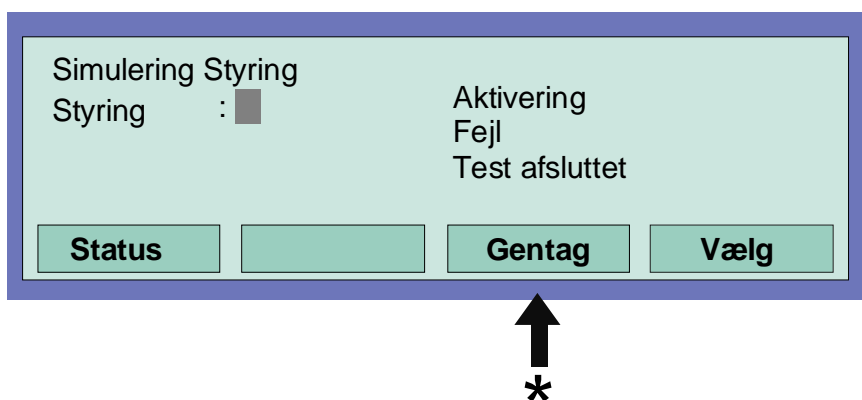 Simulering Styring
Styring :
Aktivering
Fejl
Test afsluttet
Status
Gentag
Vælg
*